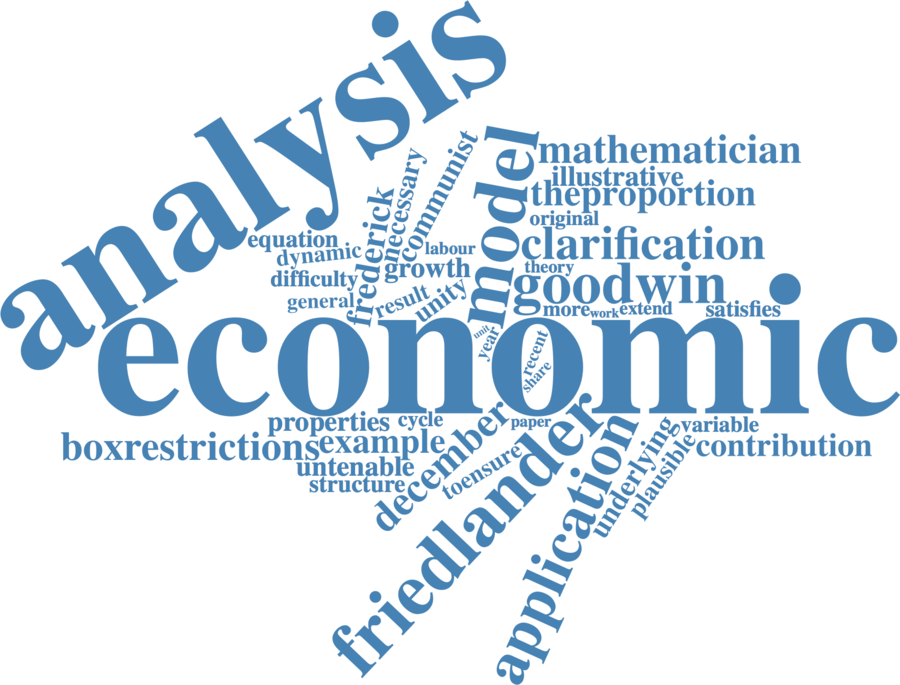 analysis
economic
model
mathematician
illustrative
theproportion
original
clarification
theory
goodwin
more
work
extend
satisfies
communist
necessary
frederick
equation
dynamic
difficulty
general
labour
growth
result
unity
unit
year
recent
share
properties
cycle
paper
boxrestrictions
example
untenable
structure
december
toensure
friedlander
application
underlying
plausible
variable
contribution